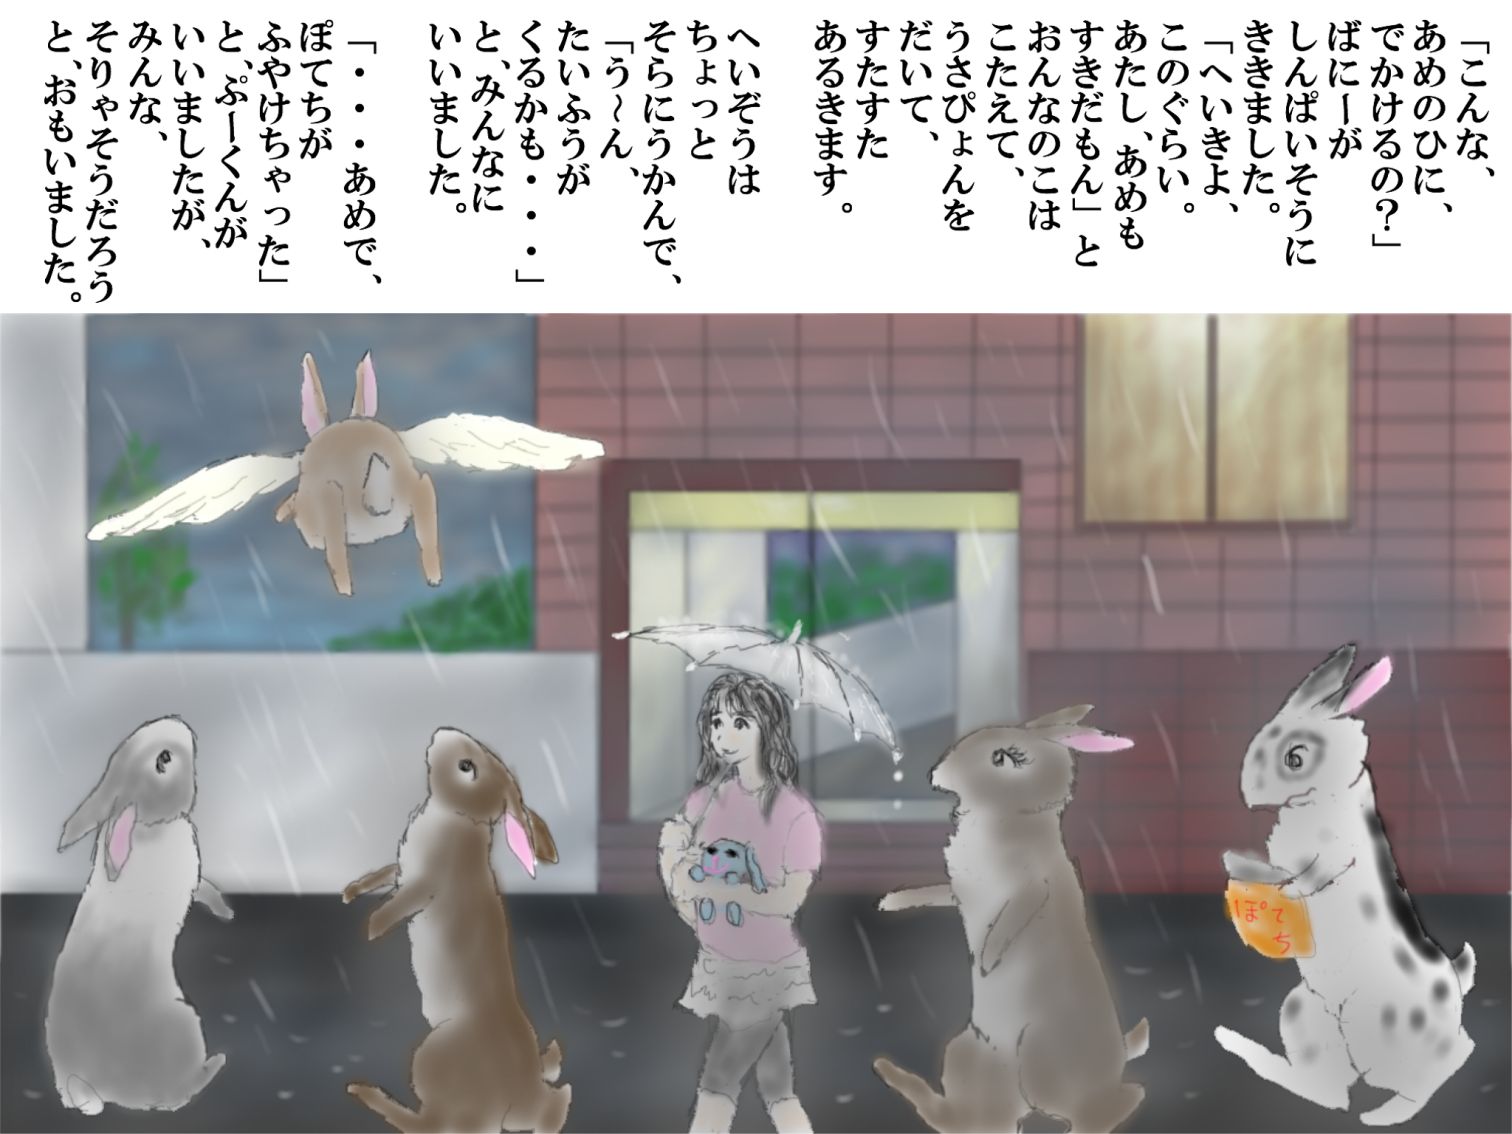 「こんな、
あめのひに、
でかけるの？」
ばにーが
しんぱいそうに
ききました。
「へいきよ、
このぐらい。
あたし、あめも
すきだもん」と
おんなのこは
こたえて、
うさぴょんを
だいて、
すたすた
あるきます。
へいぞうは
ちょっと
そらにうかんで、
「う～ん、
たいふうが
くるかも・・・」
と、みんなに
いいました。
「・・・あめで、
ぽてちが
ふやけちゃった」
と、ぷーくんが
いいましたが、
みんな、
そりゃそうだろう
と、おもいました。
ぽて
ち